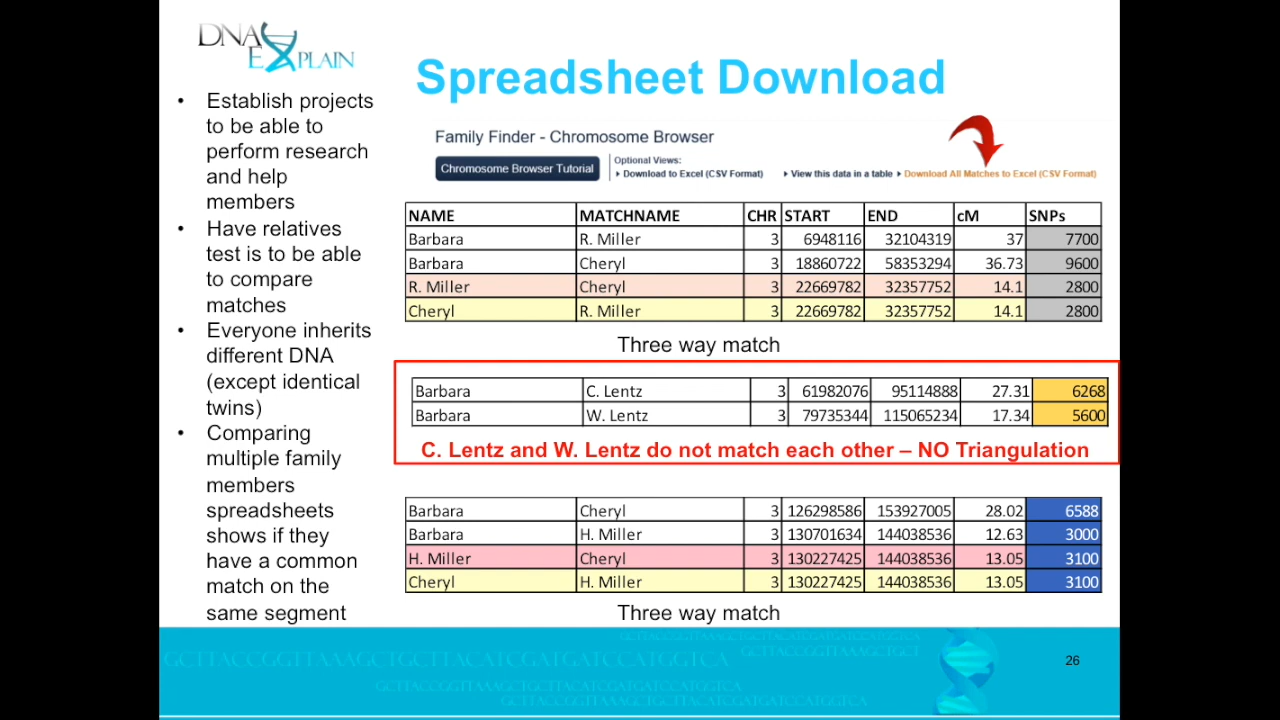 DNA
EXPLAIN
Spreadsheet Download
• Establish projects
to be able to
perform research
and help
members
• Have relatives
test is to be able
to compare
matches
• Everyone inherits
different DNA
(except identical
twins)
• Comparing
multiple family
members
spreadsheets
shows if they
have a common
match on the
same segment
Family Finder - Chromosome Browser
Chromosome Browser Tutorial
Optional Views:
Download to Excel (CSV Format) View this data in a table Download All Matches to Excel (CSV Format)
NAME MATCHNAME CHR START END cM SNPs
Barbara R. Miller 3 6948116 32104319 37 7700
Barbara Cheryl 3 18860722 58353294 36.73 9600
R. Miller Cheryl 3 22669782 32357752 14.1 2800
Cheryl R. Miller 3 22669782 32357752 14.1 2800
Three way match
Barbara C. Lentz 3 61982076 95114888 27.31 6268
Barbara W. Lentz 3 79735344 115065234 17.34 5600
C. Lentz and W. Lentz do not match each other – NO Triangulation
Barbara Cheryl 3 126298586 153927005 28.02 6588
Barbara H. Miller 3 130701634 144038536 12.63 3000
H. Miller Cheryl 3 130227425 144038536 13.05 3100
Cheryl H. Miller 3 130227425 144038536 13.05 3100
Three way match
26